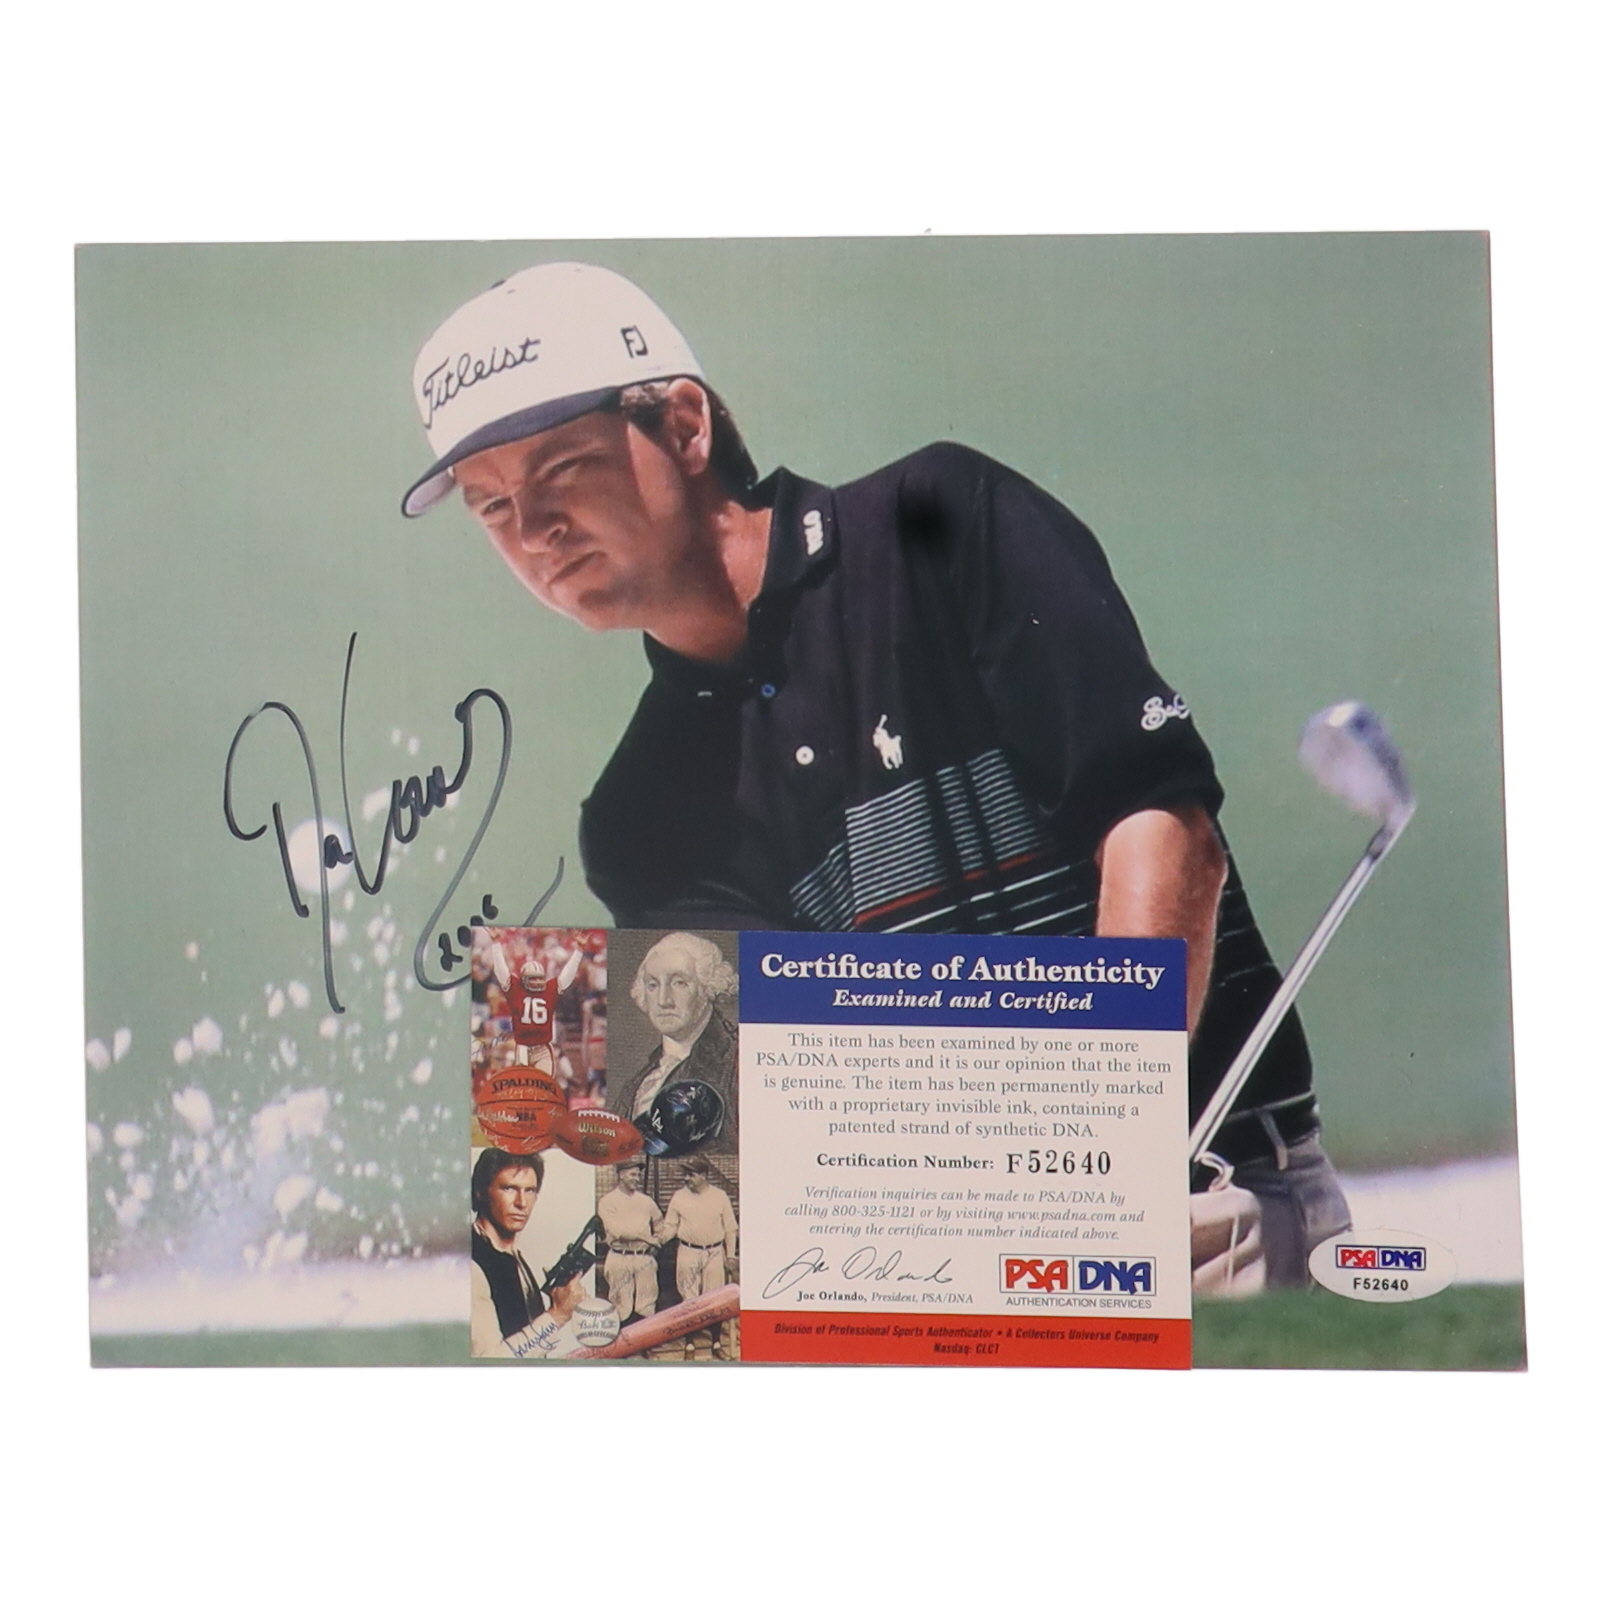 Titleist
FJ
2006
16
SPALDING
NBA
Wilson
LA
Certificate of Authenticity
Examined and Certified
This item has been examined by one or more
PSA/DNA experts and it is our opinion that the item
is genuine. The item has been permanently marked
with a proprietary invisible ink, containing a
patented strand of synthetic DNA.
Certification Number: F52640
Verification inquiries can be made to PSA/DNA by
calling 800-325-1121 or by visiting www.psadna.com and
entering the certification number indicated above.
Joe Orlando
Joe Orlando, President, PSA/DNA
PSA DNA
AUTHENTICATION SERVICES
Division of Professional Sports Authenticator • A Collectors Universe Company
Nasdaq: CLCT
PSA DNA
F52640